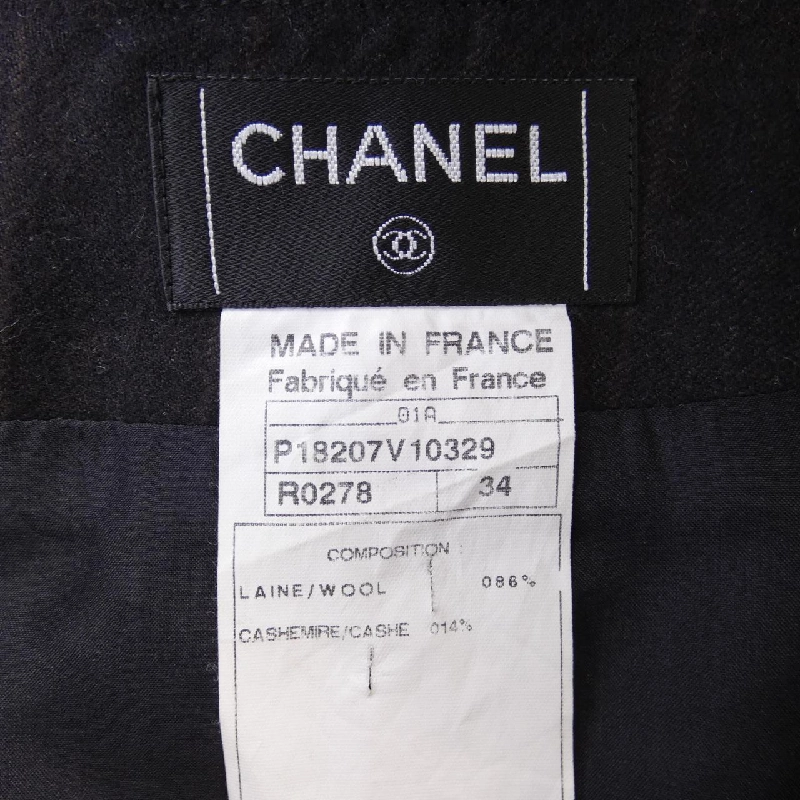 CHANEL
MADE IN FRANCE
Fabriqué en France
01A
P18207V10329
R0278 34
COMPOSITION :
LAINE/WOOL 086%
CASHEMIRE/CASHE 014%